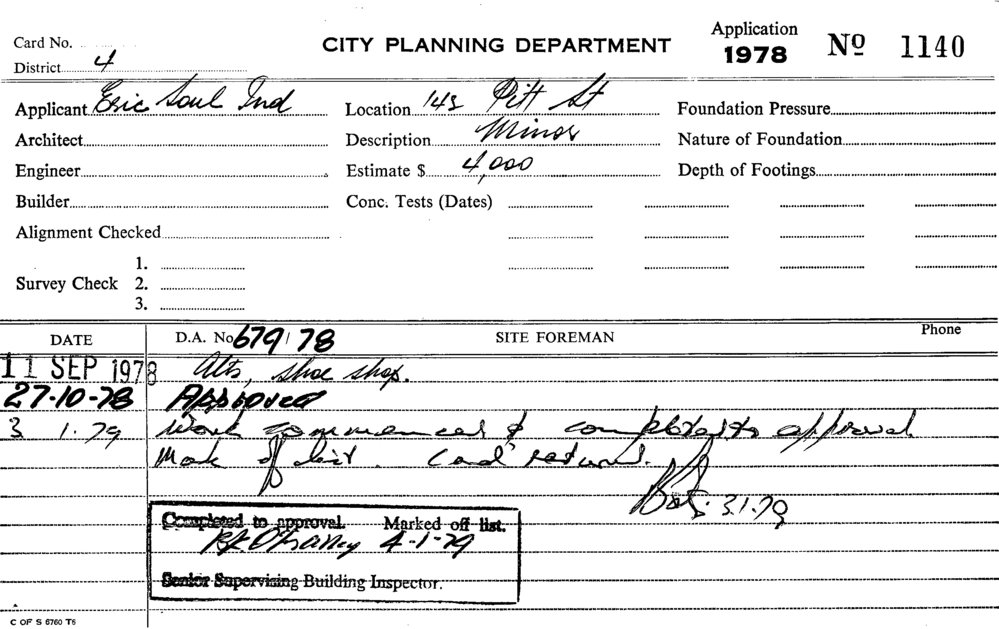 Card No.
CITY PLANNING DEPARTMENT
Application 1978 Nº 1140
District 4
Applicant Eric Soul Ind
Location 143 Pitt St
Foundation Pressure
Architect
Description Minor
Nature of Foundation
Engineer
Estimate $ 4,000
Depth of Footings
Builder
Conc. Tests (Dates)
Alignment Checked
Survey Check 1.
2.
3.
DATE
D.A. No 679/78
SITE FOREMAN
Phone
11 SEP 1978 Alts, shoe shop.
27-10-78 Approved
3 1.79 Work commenced & completed to approval.
Mark off list. Card returned.
3.1.79
Completed to approval. Marked off list.
4-1-79
Senior Supervising Building Inspector.
C OF S 6760 T6